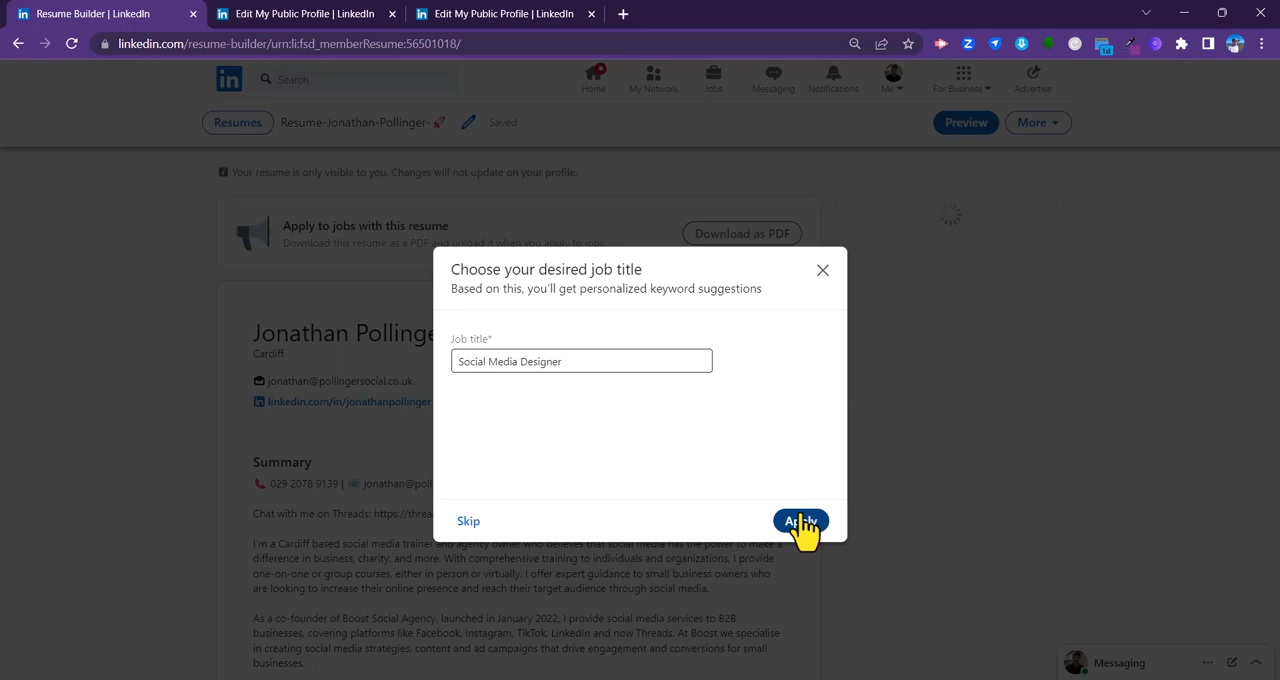 Resume Builder | LinkedIn
Edit My Public Profile | LinkedIn
Edit My Public Profile | LinkedIn
linkedin.com/resume-builder/urn:li:fsd_memberResume:56501018/
1d
in
Search
Home
My Network
Jobs
Messaging
Notifications
Me
For Business
Advertise
Resumes
Resume-Jonathan-Pollinger-🚀
Saved
Preview
More
Your resume is only visible to you. Changes will not update on your profile.
Apply to jobs with this resume
Download this resume as a PDF and upload it when you apply to jobs.
Download as PDF
Choose your desired job title
Based on this, you'll get personalized keyword suggestions
Job title*
Social Media Designer
Skip
Apply
Jonathan Pollinge
Cardiff
jonathan@pollingersocial.co.uk
linkedin.com/in/jonathanpollinger
Summary
📞 029 2078 9139 | 📧 jonathan@poll
Chat with me on Threads: https://threa
I'm a Cardiff based social media trainer and agency owner who believes that social media has the power to make a
difference in business, charity, and more. With comprehensive training to individuals and organizations, I provide
one-on-one or group courses, either in person or virtually. I offer expert guidance to small business owners who
are looking to increase their online presence and reach their target audience through social media.
As a co-founder of Boost Social Agency, launched in January 2022, I provide social media services to B2B
businesses, covering platforms like Facebook, Instagram, TikTok, LinkedIn and now Threads. At Boost we specialise
in creating social media strategies, content and ad campaigns that drive engagement and conversions for small
businesses.
Messaging